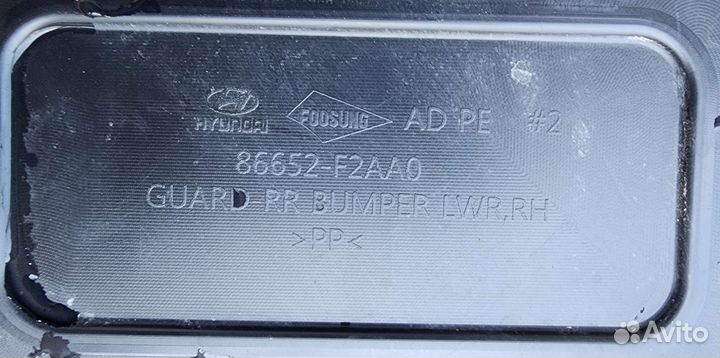 HYUNDAI FOOSUNG AD PE #2
86652-F2AA0
GUARD-RR BUMPER LWR,RH
>PP<
Avito